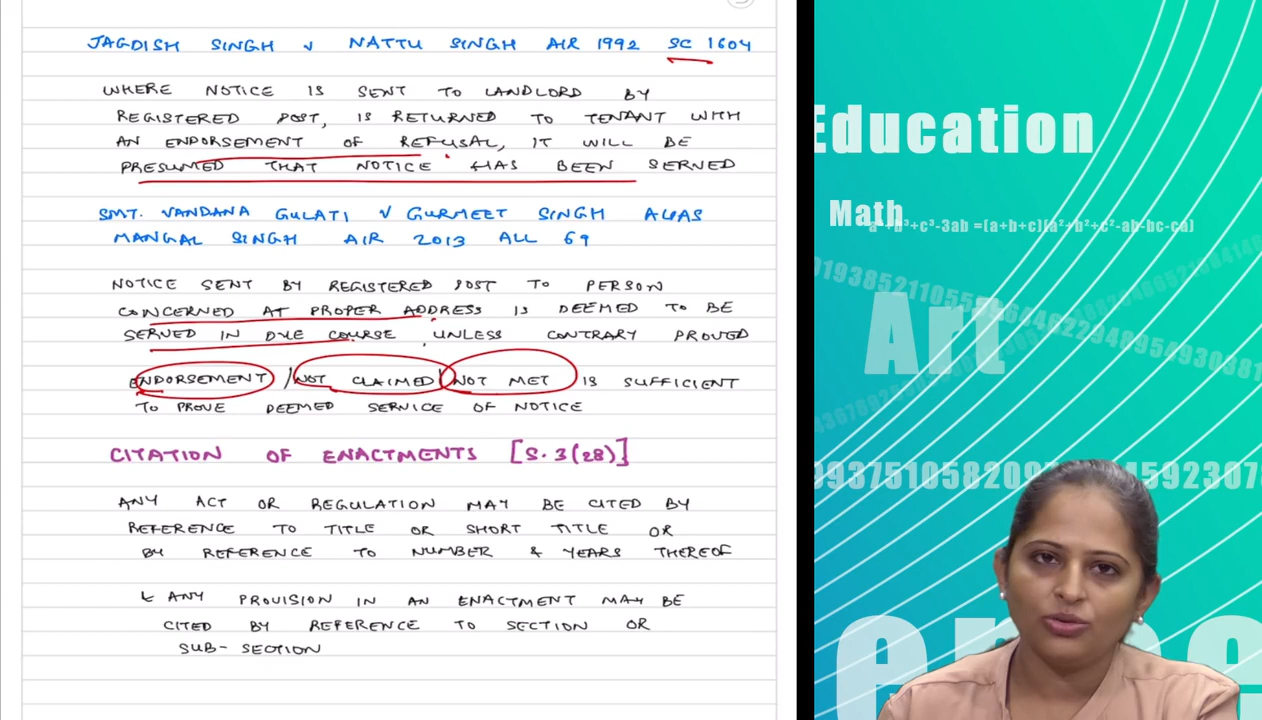 JAGDISH SINGH v NATTU SINGH AIR 1992 SC 1604
WHERE NOTICE IS SENT TO LANDLORD BY
REGISTERED POST, IS RETURNED TO TENANT WITH
AN ENDORSEMENT OF REFUSAL, IT WILL BE
PRESUMED THAT NOTICE HAS BEEN SERVED
SMT. VANDANA GULATI v GURMEET SINGH ALIAS
MANGAL SINGH AIR 2013 ALL 69
NOTICE SENT BY REGISTERED POST TO PERSON
CONCERNED AT PROPER ADDRESS IS DEEMED TO BE
SERVED IN DUE COURSE, UNLESS CONTRARY PROVED
ENDORSEMENT / NOT CLAIMED / NOT MET IS SUFFICIENT
TO PROVE DEEMED SERVICE OF NOTICE
CITATION OF ENACTMENTS [S. 3(28)]
ANY ACT OR REGULATION MAY BE CITED BY
REFERENCE TO TITLE OR SHORT TITLE OR
BY REFERENCE TO NUMBER & YEARS THEREOF
ANY PROVISION IN AN ENACTMENT MAY BE
CITED BY REFERENCE TO SECTION OR
SUB-SECTION
Education
Math
=(a+b+c)(a²+b²+c²-ab-bc-ca)
Art